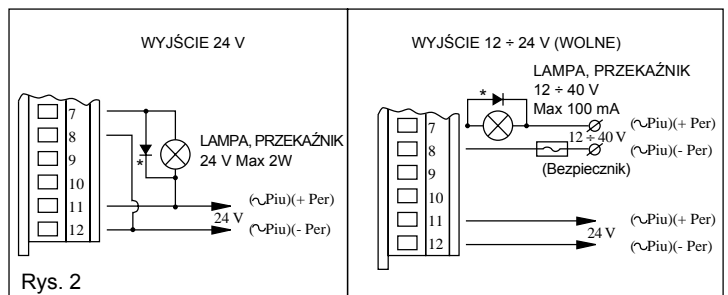 WYJŚCIE 24 V
7
8
9
10
11
12
*
LAMPA, PRZEKAŹNIK
24 V Max 2W
(∿Piu)(+ Per)
24 V
(∿Piu)(- Per)
Rys. 2
WYJŚCIE 12 ÷ 24 V (WOLNE)
LAMPA, PRZEKAŹNIK
12 ÷ 40 V
Max 100 mA
*
7
8
9
10
11
12
(∿Piu)(+ Per)
12 ÷ 40 V
(∿Piu)(- Per)
(Bezpiecznik)
(∿Piu)(+ Per)
24 V
(∿Piu)(- Per)